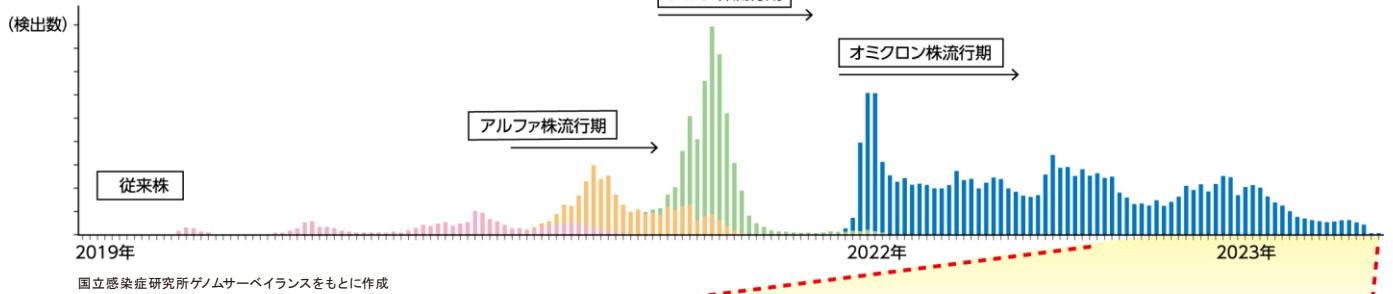 (検出数)
オミクロン株流行期
アルファ株流行期
従来株
2019年
2022年
2023年
国立感染症研究所ゲノムサーベイランスをもとに作成